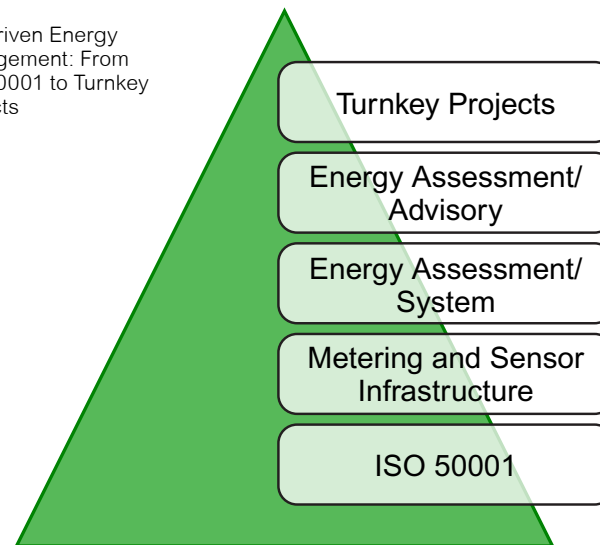 riven Energy
gement: From
0001 to Turnkey
cts
Turnkey Projects
Energy Assessment/
Advisory
Energy Assessment/
System
Metering and Sensor
Infrastructure
ISO 50001